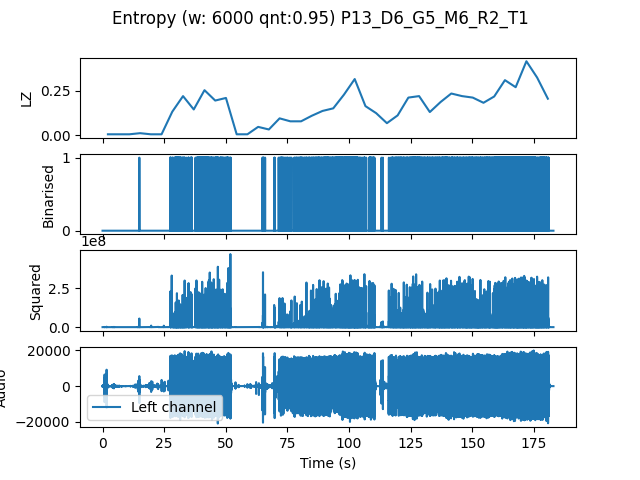 Entropy (w: 6000 qnt:0.95) P13_D6_G5_M6_R2_T1
LZ
0.25
0.00
Binarised
1
0
1e8
Squared
2.5
0.0
Audio
20000
0
−20000
Left channel
0 25 50 75 100 125 150 175
Time (s)